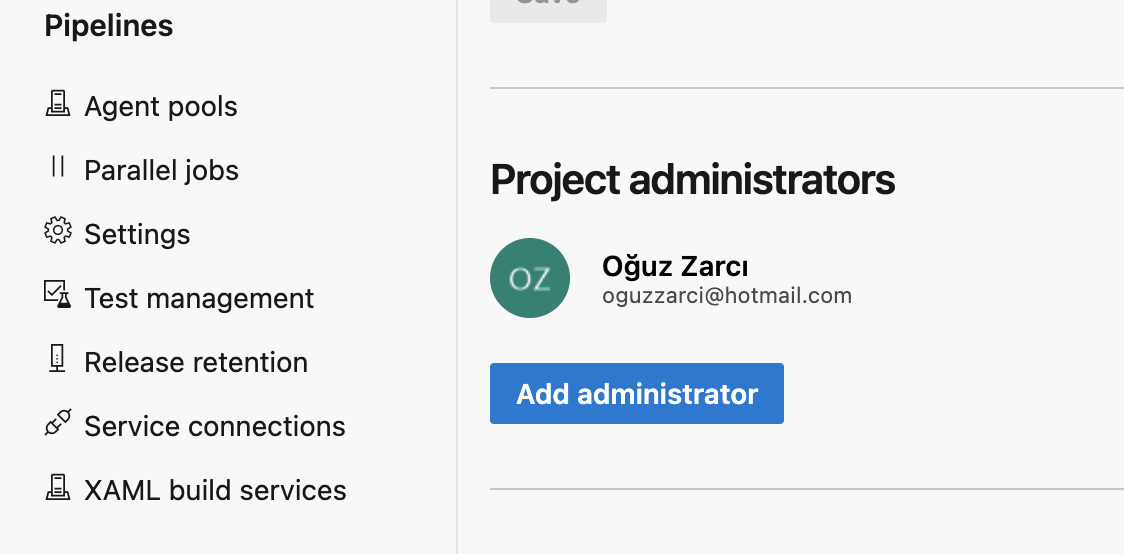 Pipelines
Agent pools
Parallel jobs
Settings
Test management
Release retention
Service connections
XAML build services
Save
Project administrators
OZ
Oğuz Zarcı
oguzzarci@hotmail.com
Add administrator